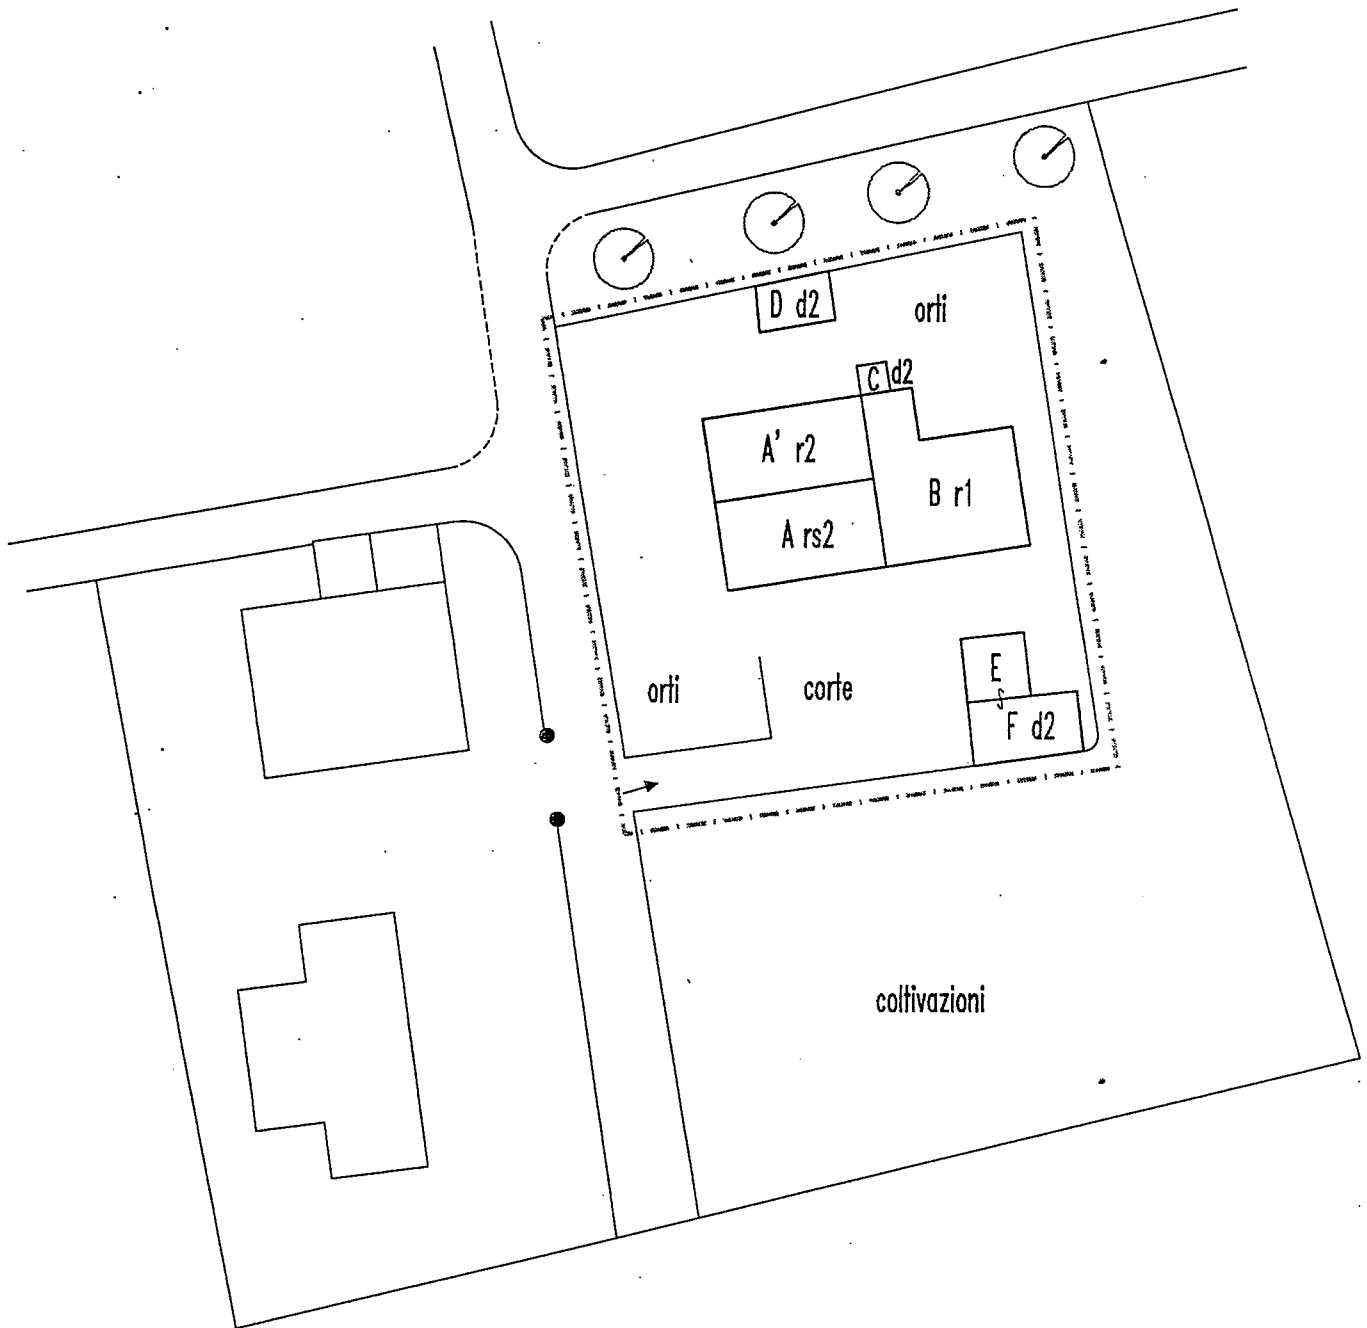 D d2
orti
C d2
A' r2
B r1
A rs2
E
orti
corte
F d2
coltivazioni